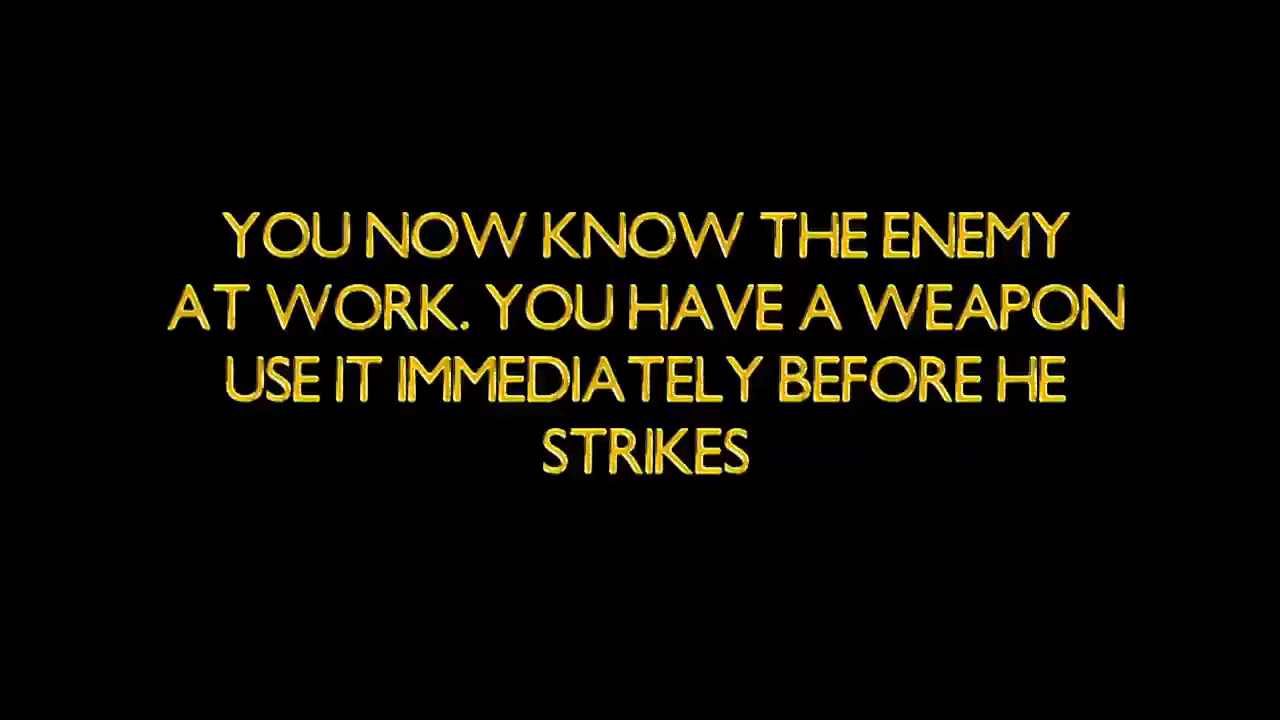 YOU NOW KNOW THE ENEMY
AT WORK. YOU HAVE A WEAPON
USE IT IMMEDIATELY BEFORE HE
STRIKES